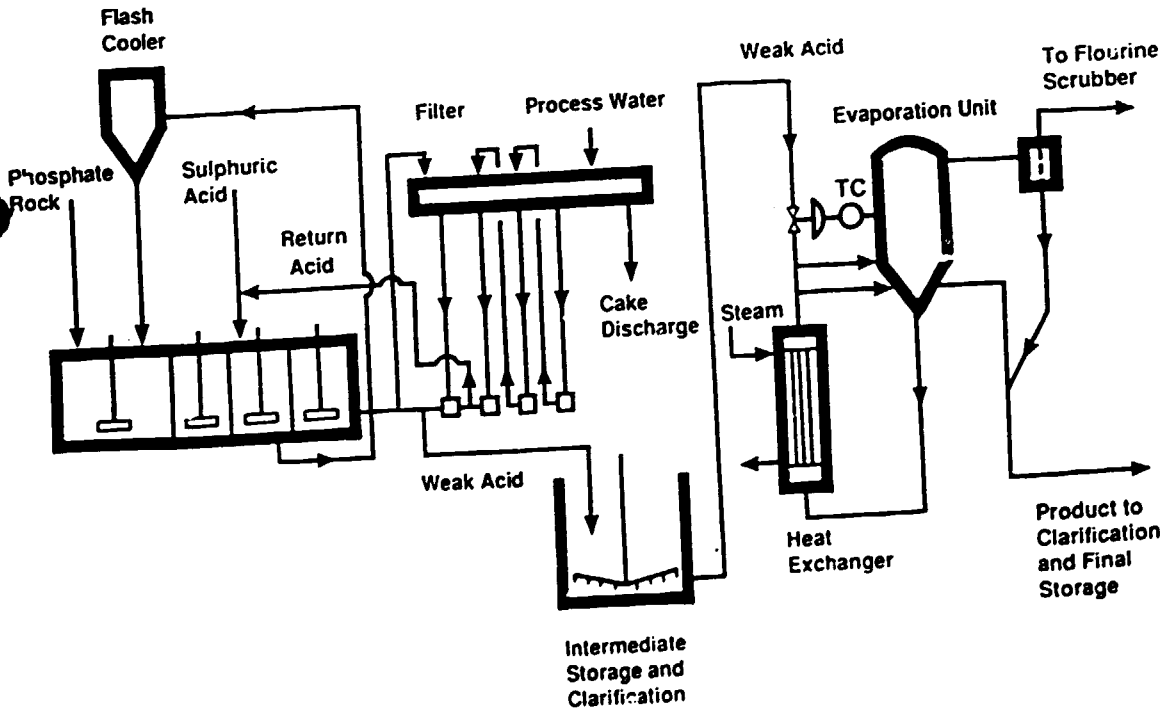 Flash
Cooler
Phosphate
Rock
Sulphuric
Acid
Return
Acid
Filter
Process Water
Cake
Discharge
Weak Acid
Intermediate
Storage and
Clarification
Weak Acid
Evaporation Unit
TC
To Flourine
Scrubber
Steam
Heat
Exchanger
Product to
Clarification
and Final
Storage